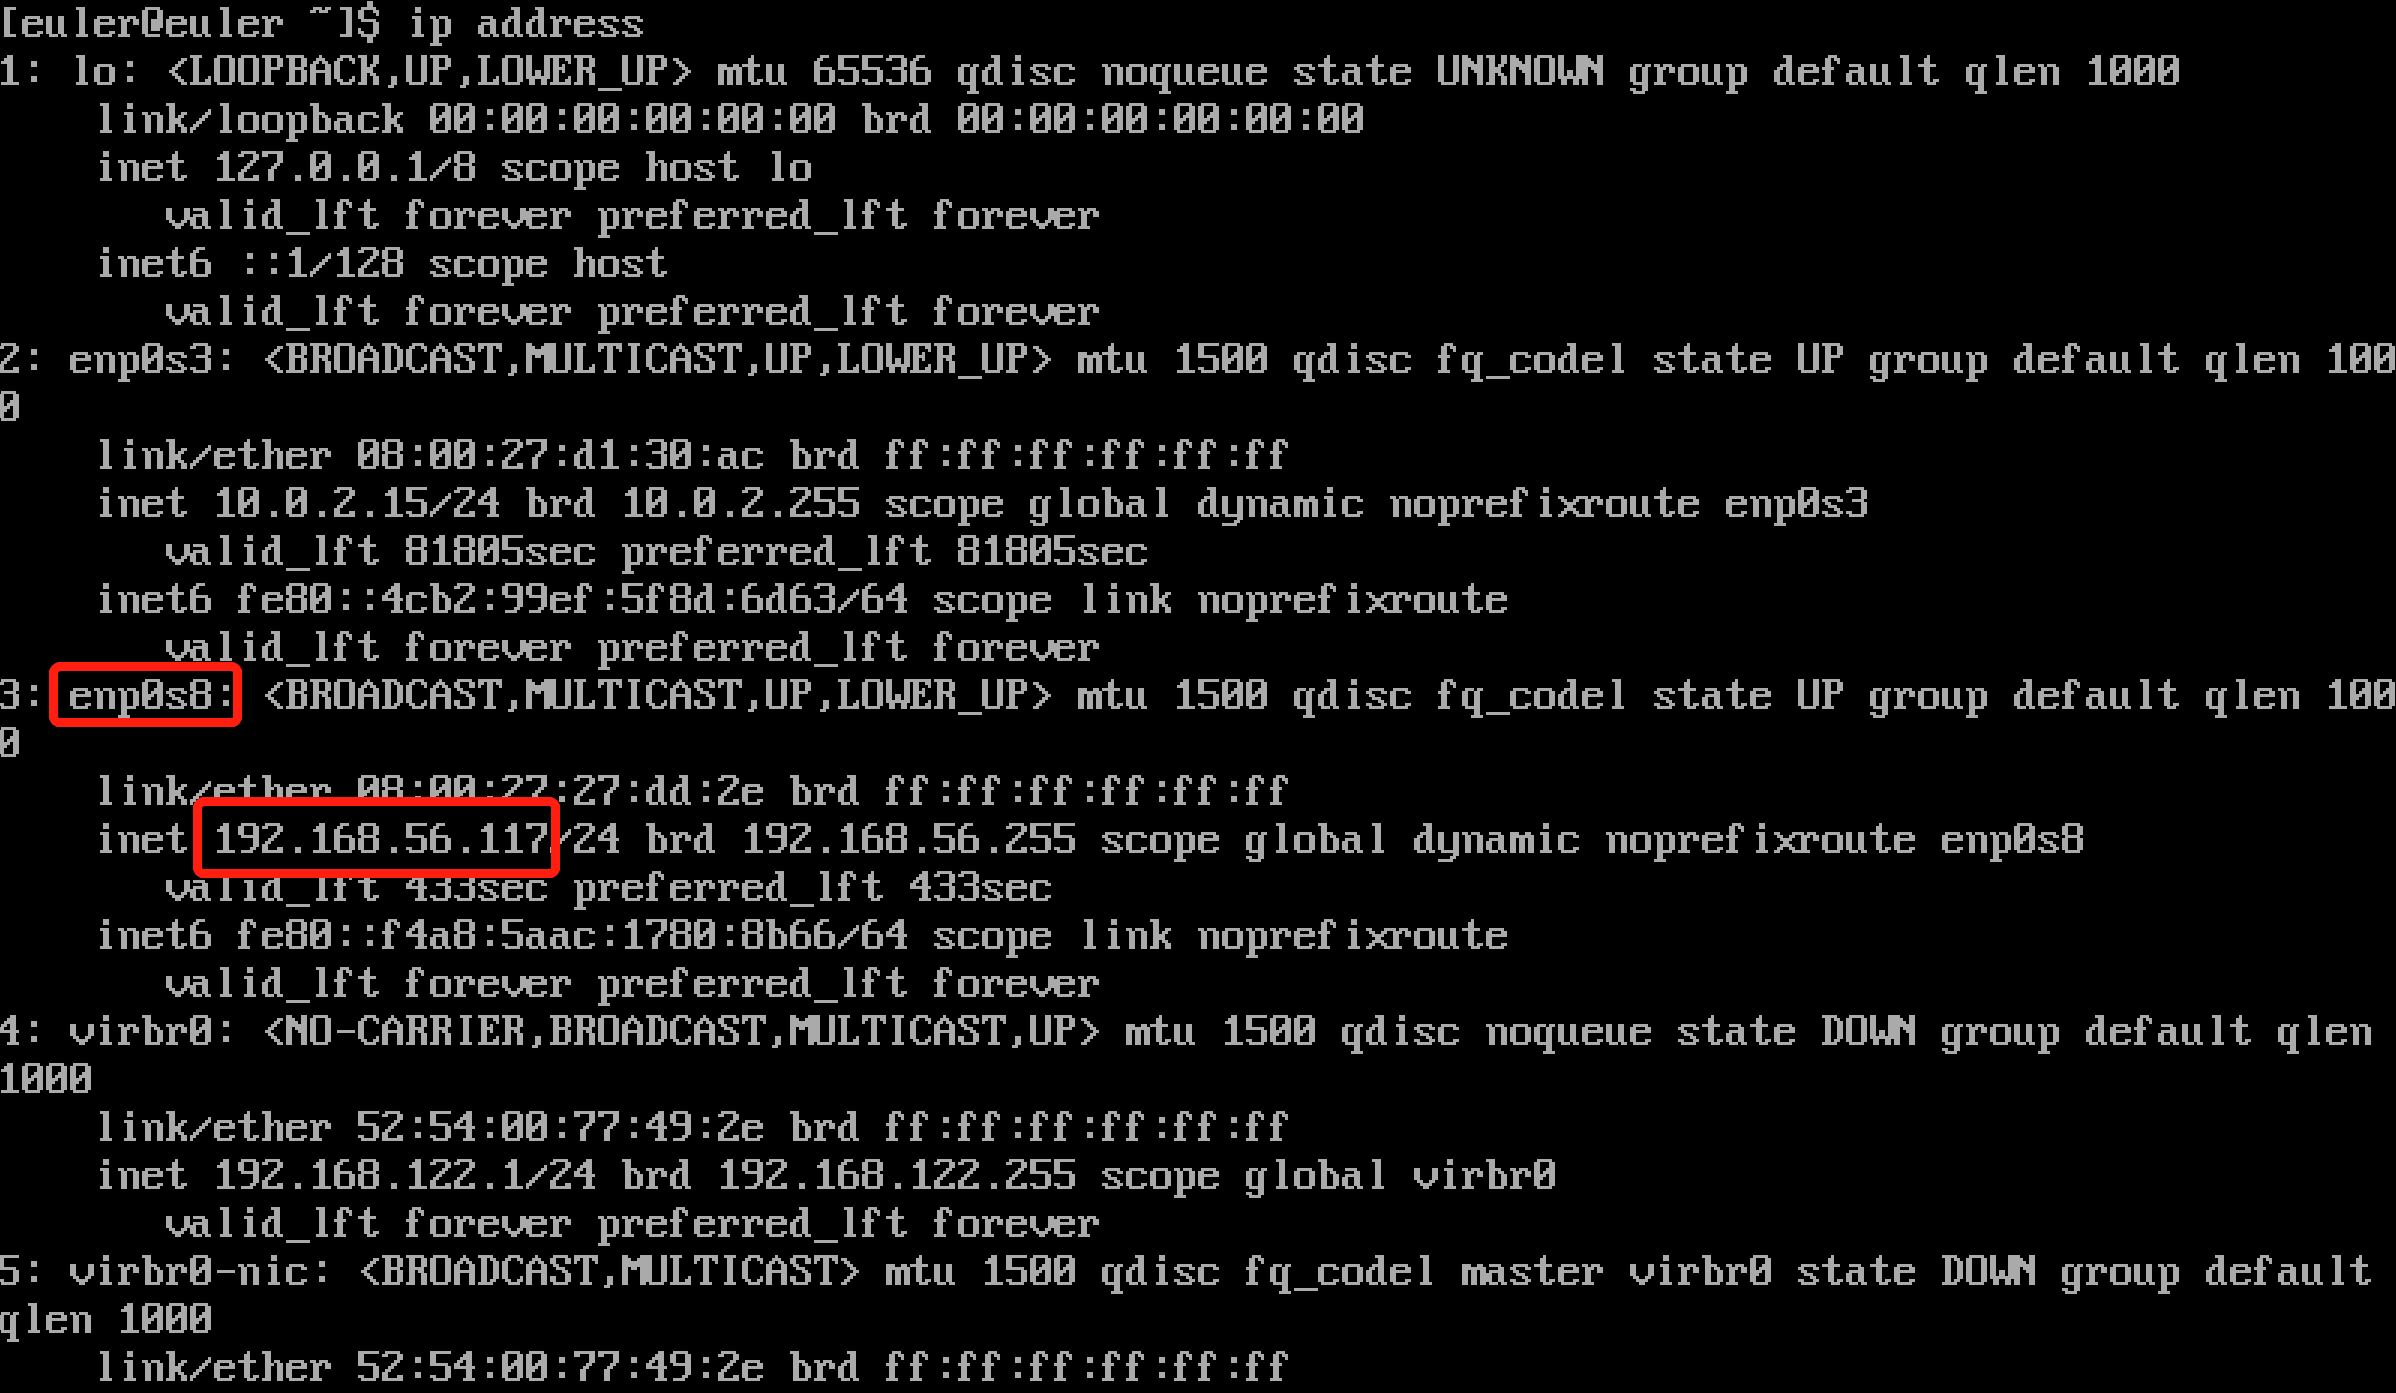 [euler@euler ~]$ ip address
1: lo: <LOOPBACK,UP,LOWER_UP> mtu 65536 qdisc noqueue state UNKNOWN group default qlen 1000
    link/loopback 00:00:00:00:00:00 brd 00:00:00:00:00:00
    inet 127.0.0.1/8 scope host lo
       valid_lft forever preferred_lft forever
    inet6 ::1/128 scope host
       valid_lft forever preferred_lft forever
2: enp0s3: <BROADCAST,MULTICAST,UP,LOWER_UP> mtu 1500 qdisc fq_codel state UP group default qlen 100
0
    link/ether 08:00:27:d1:30:ac brd ff:ff:ff:ff:ff:ff
    inet 10.0.2.15/24 brd 10.0.2.255 scope global dynamic noprefixroute enp0s3
       valid_lft 81805sec preferred_lft 81805sec
    inet6 fe80::4cb2:99ef:5f8d:6d63/64 scope link noprefixroute
       valid_lft forever preferred_lft forever
3: enp0s8: <BROADCAST,MULTICAST,UP,LOWER_UP> mtu 1500 qdisc fq_codel state UP group default qlen 100
0
    link/ether 08:00:27:27:dd:2e brd ff:ff:ff:ff:ff:ff
    inet 192.168.56.117/24 brd 192.168.56.255 scope global dynamic noprefixroute enp0s8
       valid_lft 433sec preferred_lft 433sec
    inet6 fe80::f4a8:5aac:1780:8b66/64 scope link noprefixroute
       valid_lft forever preferred_lft forever
4: virbr0: <NO-CARRIER,BROADCAST,MULTICAST,UP> mtu 1500 qdisc noqueue state DOWN group default qlen
1000
    link/ether 52:54:00:77:49:2e brd ff:ff:ff:ff:ff:ff
    inet 192.168.122.1/24 brd 192.168.122.255 scope global virbr0
       valid_lft forever preferred_lft forever
5: virbr0-nic: <BROADCAST,MULTICAST> mtu 1500 qdisc fq_codel master virbr0 state DOWN group default
qlen 1000
    link/ether 52:54:00:77:49:2e brd ff:ff:ff:ff:ff:ff